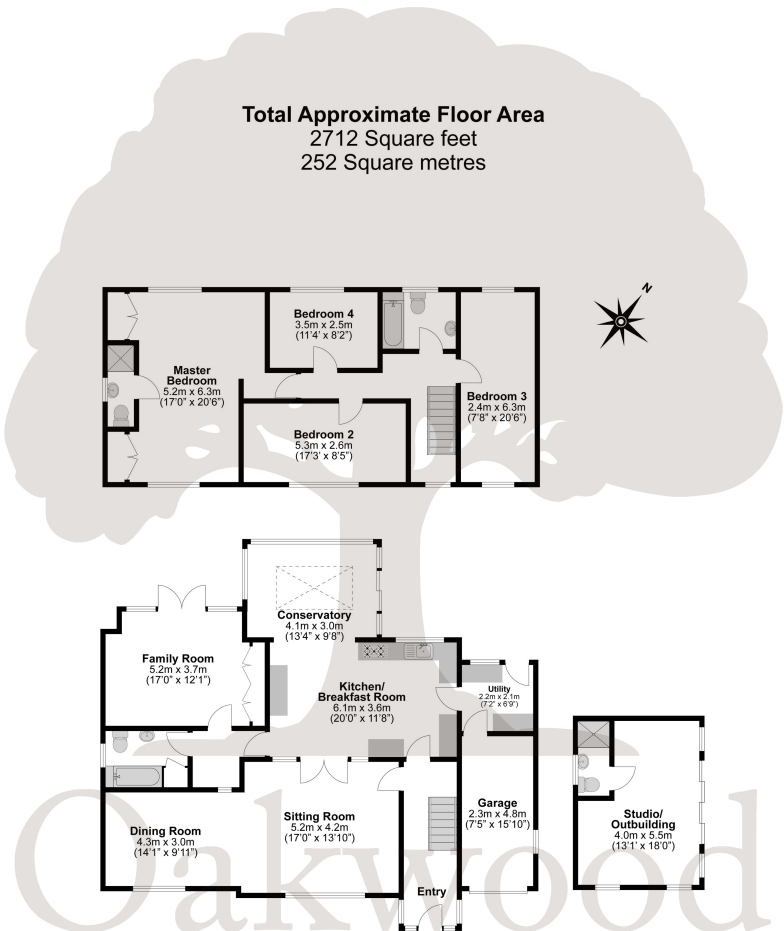 Total Approximate Floor Area
2712 Square feet
252 Square metres
N
Bedroom 4
3.5m x 2.5m
(11'4' x 8'2")
Master
Bedroom
5.2m x 6.3m
(17'0" x 20'6")
Bedroom 3
2.4m x 6.3m
(7'8" x 20'6")
Bedroom 2
5.3m x 2.6m
(17'3' x 8'5")
Conservatory
4.1m x 3.0m
(13'4" x 9'8")
Family Room
5.2m x 3.7m
(17'0" x 12'1")
Kitchen/
Breakfast Room
6.1m x 3.6m
(20'0" x 11'8")
Utility
2.2m x 2.1m
(7'2" x 6'9")
Garage
2.3m x 4.8m
(7'5" x 15'10")
Sitting Room
5.2m x 4.2m
(17'0" x 13'10")
Dining Room
4.3m x 3.0m
(14'1" x 9'11")
Studio/
Outbuilding
4.0m x 5.5m
(13'1' x 18'0")
Entry
Oakwood